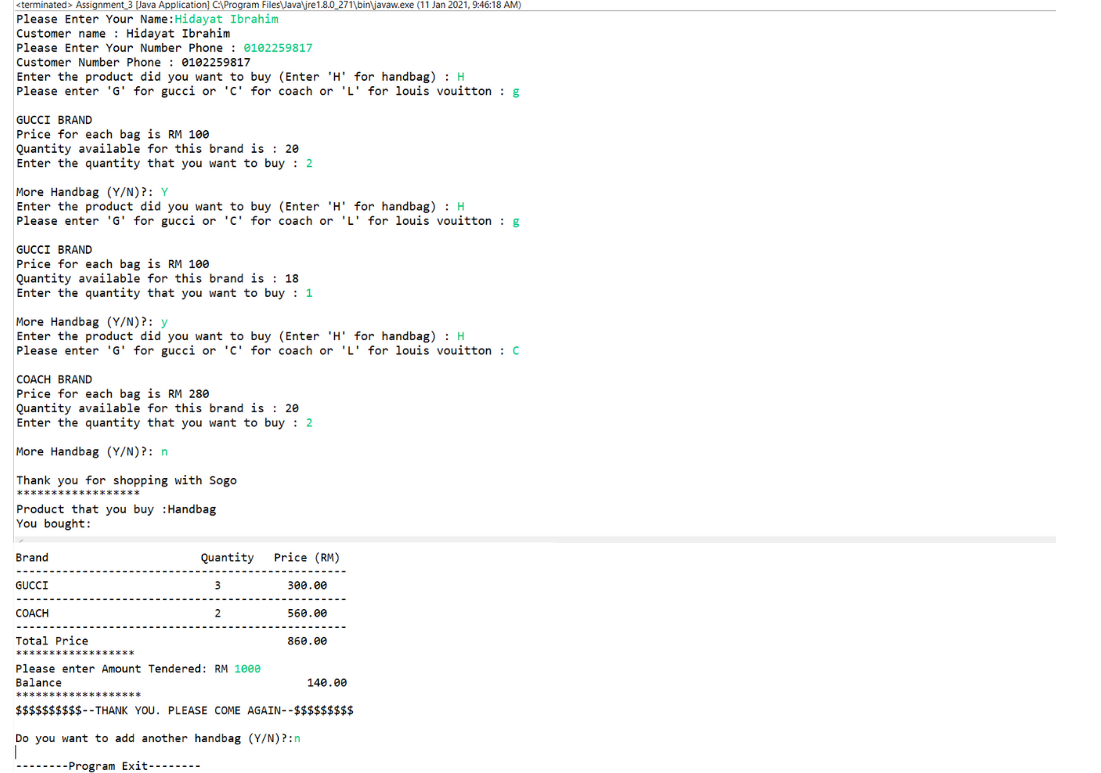 <terminated> Assignment_3 [Java Application] C:\Program Files\Java\jre1.8.0_271\bin\javaw.exe (11 Jan 2021, 9:46:18 AM)
Please Enter Your Name:Hidayat Ibrahim
Customer name : Hidayat Ibrahim
Please Enter Your Number Phone : 0102259817
Customer Number Phone : 0102259817
Enter the product did you want to buy (Enter 'H' for handbag) : H
Please enter 'G' for gucci or 'C' for coach or 'L' for louis vouitton : g

GUCCI BRAND
Price for each bag is RM 100
Quantity available for this brand is : 20
Enter the quantity that you want to buy : 2

More Handbag (Y/N)?: Y
Enter the product did you want to buy (Enter 'H' for handbag) : H
Please enter 'G' for gucci or 'C' for coach or 'L' for louis vouitton : g

GUCCI BRAND
Price for each bag is RM 100
Quantity available for this brand is : 18
Enter the quantity that you want to buy : 1

More Handbag (Y/N)?: y
Enter the product did you want to buy (Enter 'H' for handbag) : H
Please enter 'G' for gucci or 'C' for coach or 'L' for louis vouitton : C

COACH BRAND
Price for each bag is RM 280
Quantity available for this brand is : 20
Enter the quantity that you want to buy : 2

More Handbag (Y/N)?: n

Thank you for shopping with Sogo
******************
Product that you buy :Handbag
You bought:
Brand Quantity Price (RM)
--------------------------------------------------
GUCCI 3 300.00
--------------------------------------------------
COACH 2 560.00
--------------------------------------------------
Total Price 860.00
******************
Please enter Amount Tendered: RM 1000
Balance 140.00
*******************
$$$$$$$$$$--THANK YOU. PLEASE COME AGAIN--$$$$$$$$$

Do you want to add another handbag (Y/N)?:n

--------Program Exit--------